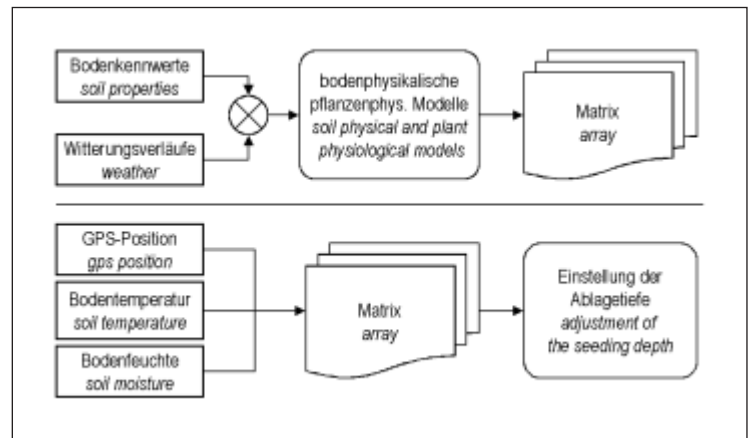 Bodenkennwerte
soil properties
Witterungsverläufe
weather
bodenphysikalische
pflanzenphys. Modelle
soil physical and plant
physiological models
Matrix
array
GPS-Position
gps position
Bodentemperatur
soil temperature
Bodenfeuchte
soil moisture
Matrix
array
Einstellung der
Ablagetiefe
adjustment of
the seeding depth